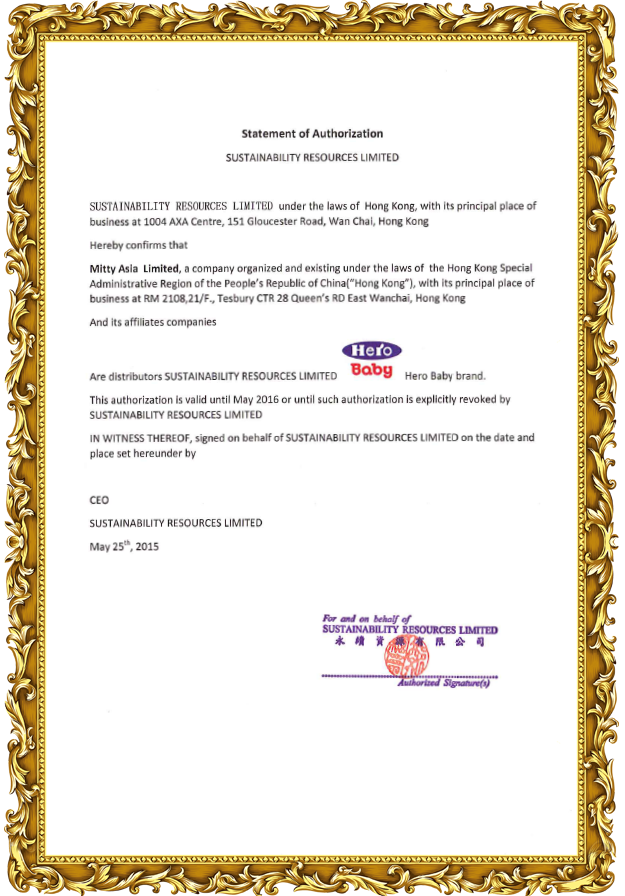 Statement of Authorization
SUSTAINABILITY RESOURCES LIMITED
SUSTAINABILITY RESOURCES LIMITED under the laws of Hong Kong, with its principal place of
business at 1004 AXA Centre, 151 Gloucester Road, Wan Chai, Hong Kong
Hereby confirms that
Mitty Asia Limited, a company organized and existing under the laws of the Hong Kong Special
Administrative Region of the People's Republic of China("Hong Kong"), with its principal place of
business at RM 2108,21/F., Tesbury CTR 28 Queen's RD East Wanchai, Hong Kong
And its affiliates companies
Hero
Baby
Are distributors SUSTAINABILITY RESOURCES LIMITED Hero Baby brand.
This authorization is valid until May 2016 or until such authorization is explicitly revoked by
SUSTAINABILITY RESOURCES LIMITED
IN WITNESS THEREOF, signed on behalf of SUSTAINABILITY RESOURCES LIMITED on the date and
place set hereunder by
CEO
SUSTAINABILITY RESOURCES LIMITED
May 25th, 2015
For and on behalf of
SUSTAINABILITY RESOURCES LIMITED
永續資源有限公司
Authorized Signature(s)